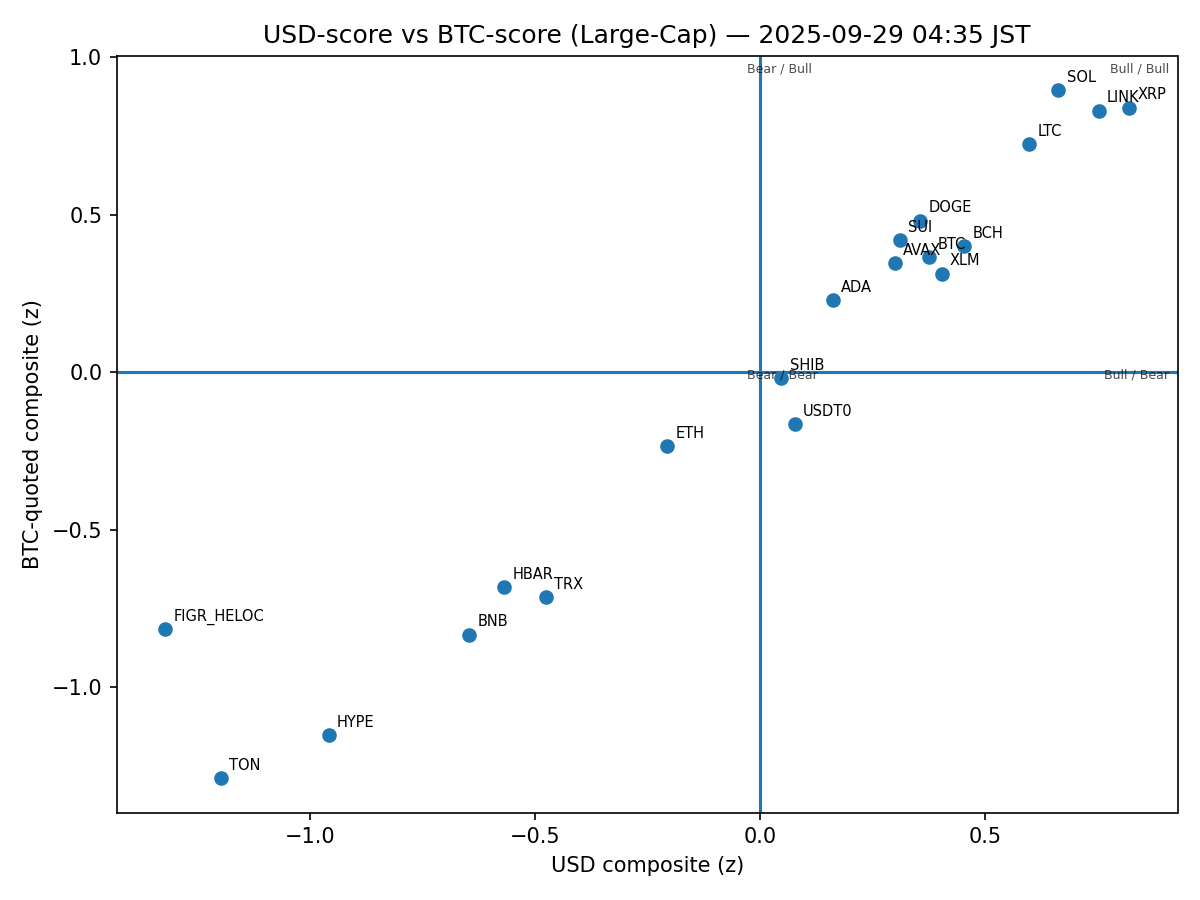 USD-score vs BTC-score (Large-Cap) — 2025-09-29 04:35 JST
1.0
0.5
0.0
−0.5
−1.0
BTC-quoted composite (z)
Bear / Bull
Bull / Bull
SOL
XRP
LINK
LTC
DOGE
SUI
BCH
BTC
AVAX
XLM
ADA
SHIB
Bear / Bear
Bull / Bear
USDT0
ETH
HBAR
TRX
FIGR_HELOC
BNB
HYPE
TON
−1.0
−0.5
0.0
0.5
USD composite (z)